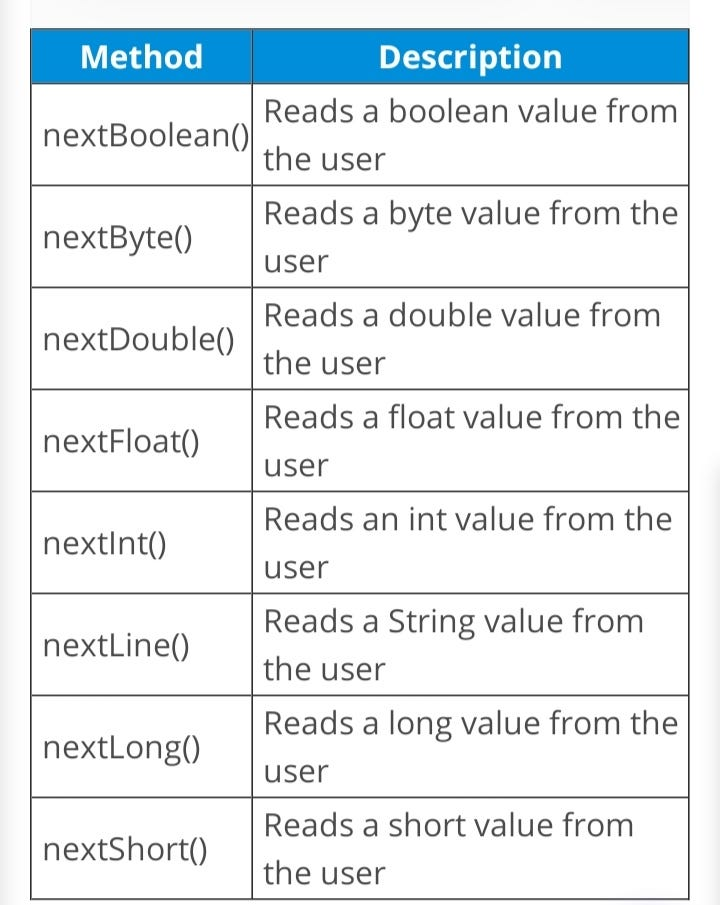 Method Description
nextBoolean() Reads a boolean value from
the user
nextByte() Reads a byte value from the
user
nextDouble() Reads a double value from
the user
nextFloat() Reads a float value from the
user
nextInt() Reads an int value from the
user
nextLine() Reads a String value from
the user
nextLong() Reads a long value from the
user
nextShort() Reads a short value from
the user